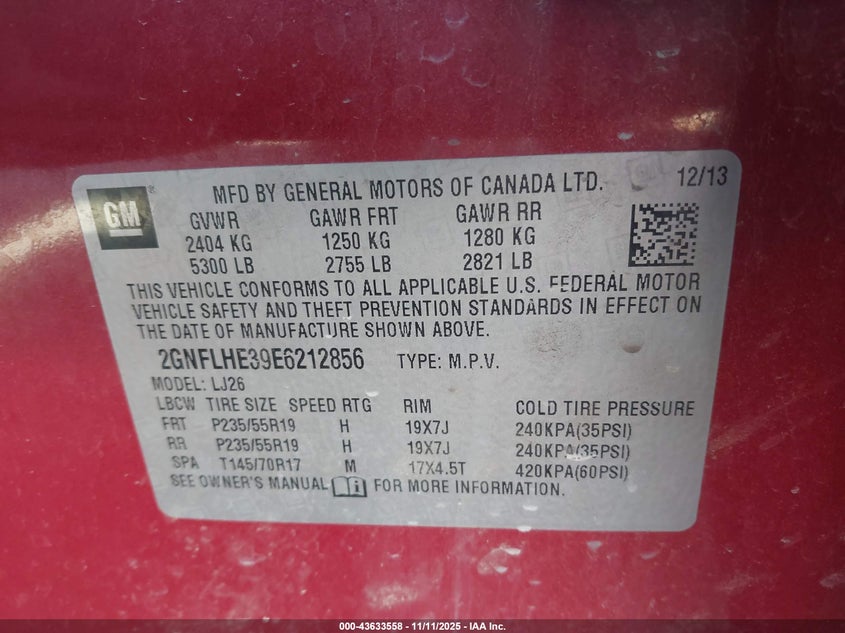 GM ®
MFD BY GENERAL MOTORS OF CANADA LTD. 12/13
GVWR GAWR FRT GAWR RR
2404 KG 1250 KG 1280 KG
5300 LB 2755 LB 2821 LB
THIS VEHICLE CONFORMS TO ALL APPLICABLE U.S. FEDERAL MOTOR
VEHICLE SAFETY AND THEFT PREVENTION STANDARDS IN EFFECT ON
THE DATE OF MANUFACTURE SHOWN ABOVE.
2GNFLHE39E6212856 TYPE: M.P.V.
MODEL: LJ26
LBCW TIRE SIZE SPEED RTG RIM COLD TIRE PRESSURE
FRT P235/55R19 H 19X7J 240KPA(35PSI)
RR P235/55R19 H 19X7J 240KPA(35PSI)
SPA T145/70R17 M 17X4.5T 420KPA(60PSI)
SEE OWNER'S MANUAL i FOR MORE INFORMATION.
000-43633558 - 11/11/2025 - IAA Inc.